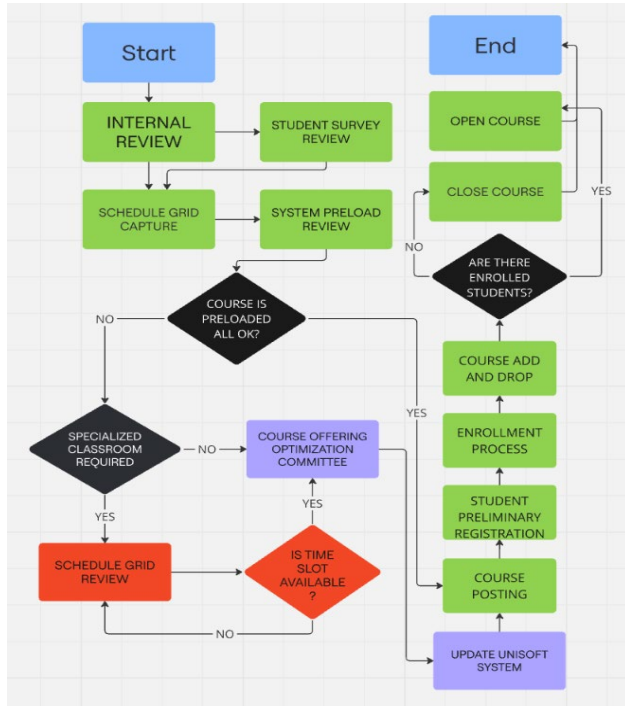 Start
End
INTERNAL
REVIEW
STUDENT SURVEY
REVIEW
OPEN COURSE
SCHEDULE GRID
CAPTURE
SYSTEM PRELOAD
REVIEW
CLOSE COURSE
YES
NO
COURSE IS
PRELOADED
ALL OK?
ARE THERE
ENROLLED
STUDENTS?
NO
COURSE ADD
AND DROP
YES
SPECIALIZED
CLASSROOM
REQUIRED
NO
COURSE OFFERING
OPTIMIZATION
COMMITTEE
ENROLLMENT
PROCESS
YES
YES
STUDENT
PRELIMINARY
REGISTRATION
SCHEDULE GRID
REVIEW
IS TIME
SLOT
AVAILABLE
?
COURSE
POSTING
NO
UPDATE UNISOFT
SYSTEM